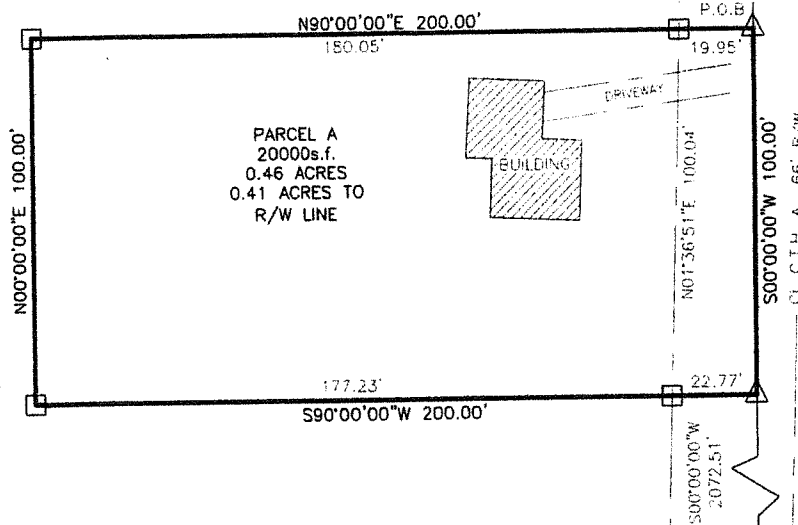 P.O.B
N90°00'00"E 200.00'
180.05'
19.95'
DRIVEWAY
PARCEL A
20000s.f.
0.46 ACRES
0.41 ACRES TO
R/W LINE
BUILDING
N00°00'00"E 100.00'
N01°36'51"E 100.04'
S00°00'00"W 100.00'
CL C.T.H. A 66' R/W
177.23'
22.77'
S90°00'00"W 200.00'
S00°00'00"W
2072.51'